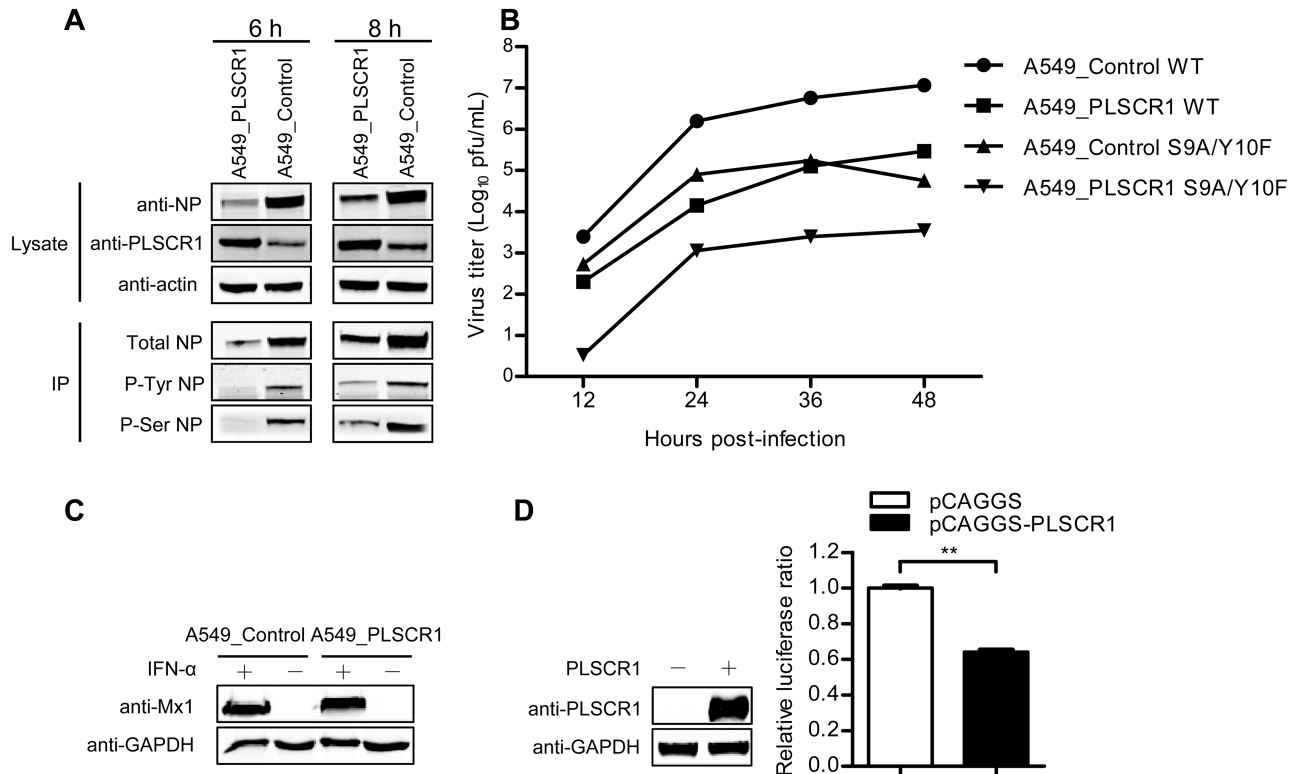 A
6 h
8 h
A549_PLSCR1
A549_Control
A549_PLSCR1
A549_Control
Lysate
anti-NP
anti-PLSCR1
anti-actin
IP
Total NP
P-Tyr NP
P-Ser NP
B
Virus titer (Log10 pfu/mL)
8
7
6
5
4
3
2
1
0
12 24 36 48
Hours post-infection
A549_Control WT
A549_PLSCR1 WT
A549_Control S9A/Y10F
A549_PLSCR1 S9A/Y10F
C
A549_Control A549_PLSCR1
IFN-α + − + −
anti-Mx1
anti-GAPDH
D
PLSCR1 − +
anti-PLSCR1
anti-GAPDH
pCAGGS
pCAGGS-PLSCR1
Relative luciferase ratio
1.2
1.0
0.8
0.6
0.4
0.2
0.0
**